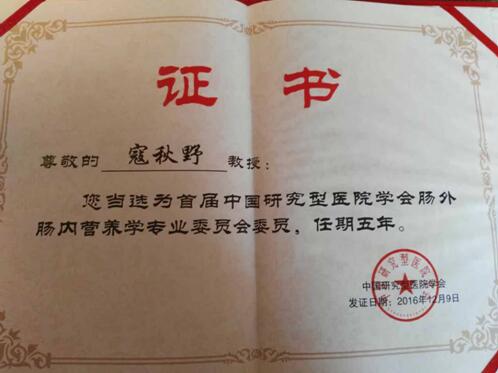 证书
尊敬的 寇秋野 教授:
您当选为首届中国研究型医院学会肠外
肠内营养学专业委员会委员，任期五年。
中国研究型医院学会
发证日期：2016年12月9日